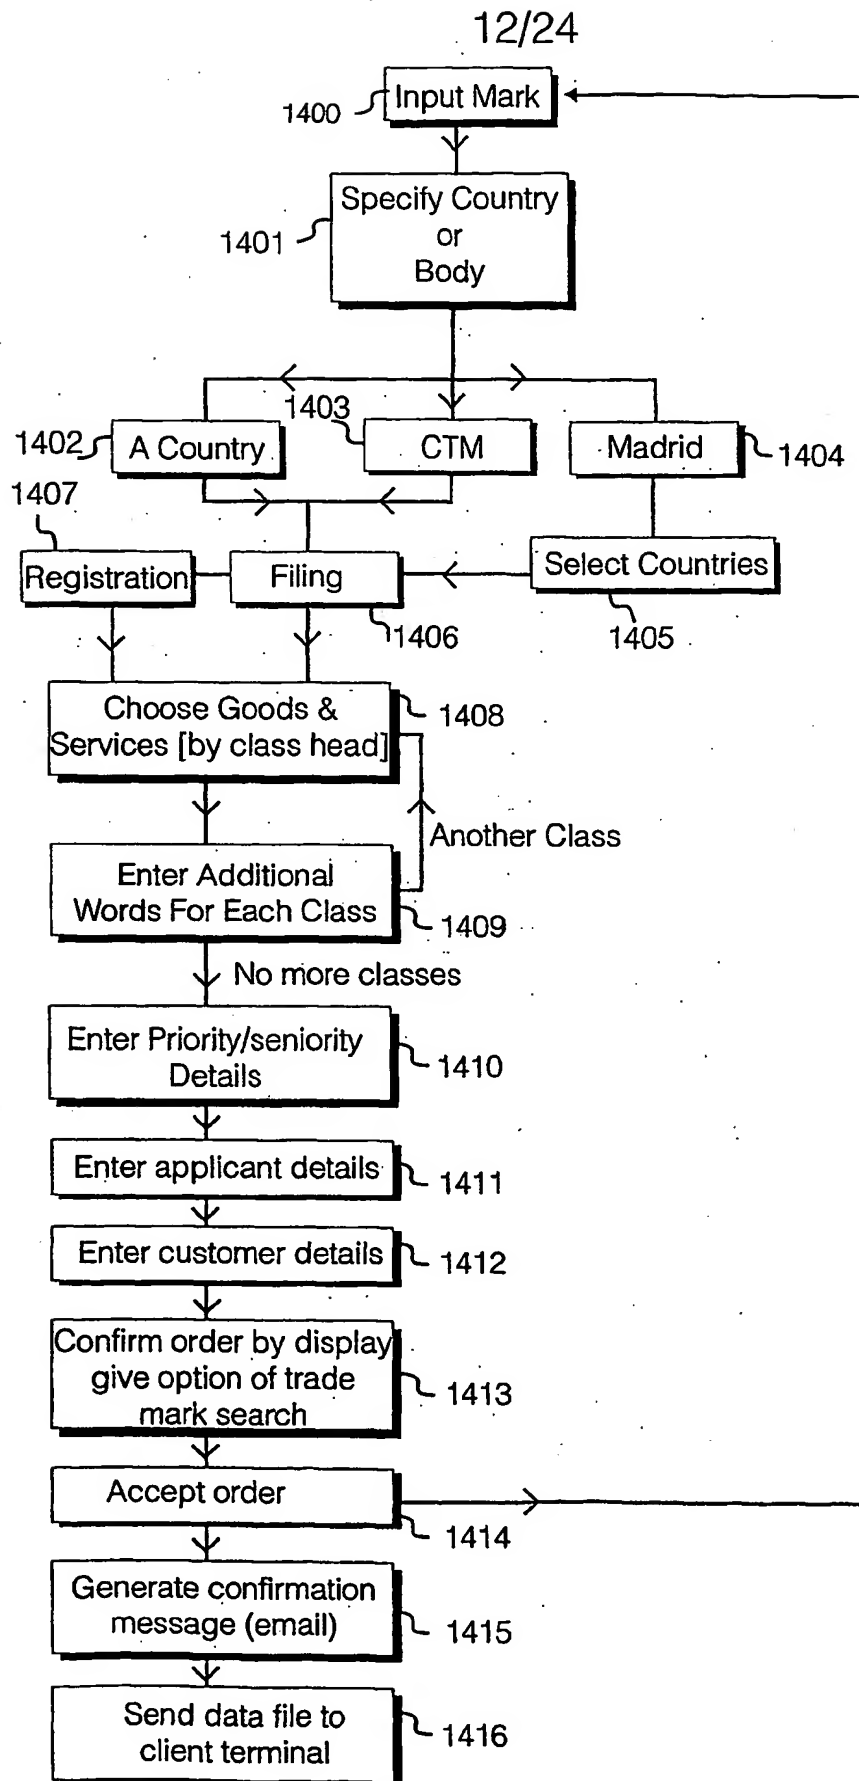 12/24
Input Mark
1400
Specify Country
or
Body
1401
1403
1402
A Country
CTM
Madrid
1404
1407
Registration
Filing
Select Countries
1406
1405
Choose Goods &
Services [by class head]
1408
Another Class
Enter Additional
Words For Each Class
1409
No more classes
Enter Priority/seniority
Details
1410
Enter applicant details
1411
Enter customer details
1412
Confirm order by display
give option of trade
mark search
1413
Accept order
1414
Generate confirmation
message (email)
1415
Send data file to
client terminal
1416